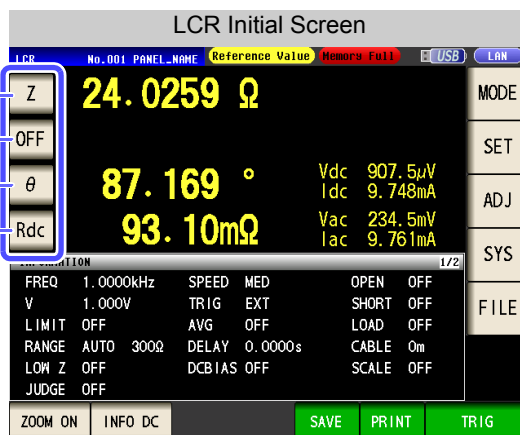 LCR Initial Screen
LCR No.001 PANEL_NAME Reference Value Memory Full USB LAN
Z 24.0259 Ω MODE
OFF SET
θ 87.169 ° Vdc 907.5µV
Idc 9.748mA ADJ
Rdc 93.10mΩ Vac 234.5mV
Iac 9.761mA SYS
INFORMATION 1/2
FREQ 1.0000kHz SPEED MED OPEN OFF
V 1.000V TRIG EXT SHORT OFF FILE
LIMIT OFF AVG OFF LOAD OFF
RANGE AUTO 300Ω DELAY 0.0000s CABLE 0m
LOW Z OFF DCBIAS OFF SCALE OFF
JUDGE OFF
ZOOM ON INFO DC SAVE PRINT TRIG